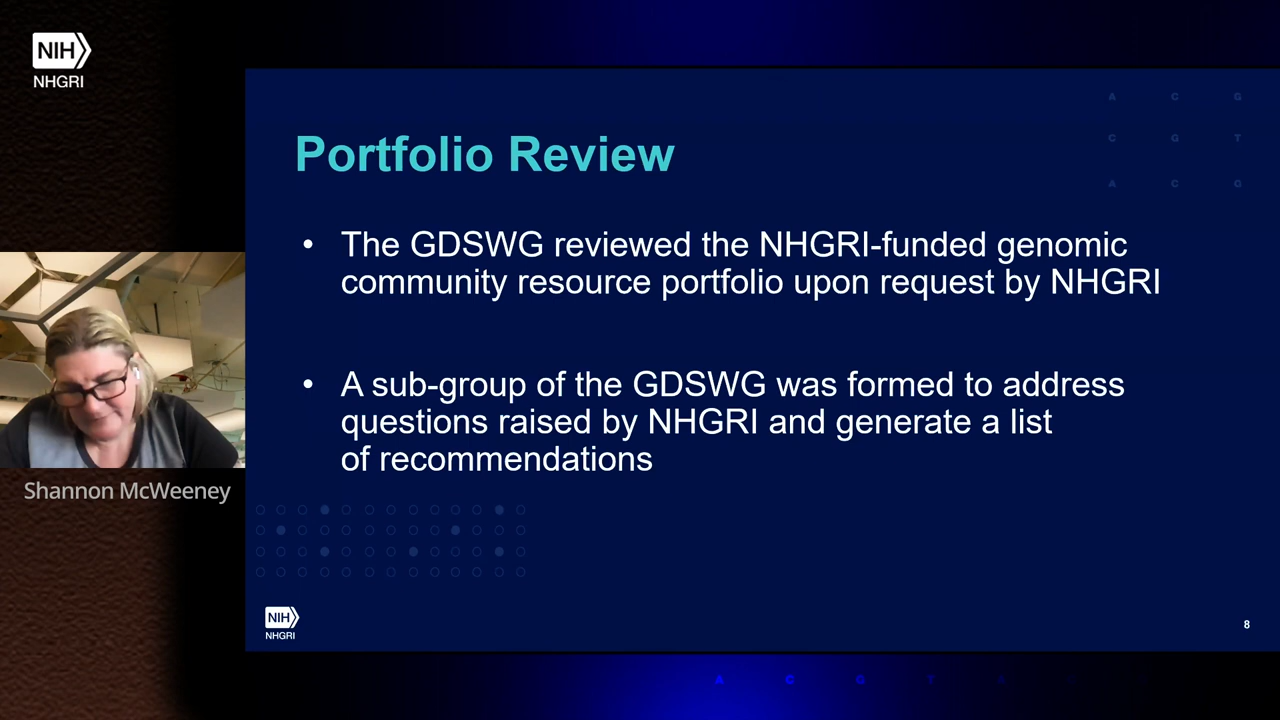 NIH
NHGRI
A C G
Portfolio Review
C G T
A C G
• The GDSWG reviewed the NHGRI-funded genomic
community resource portfolio upon request by NHGRI
• A sub-group of the GDSWG was formed to address
questions raised by NHGRI and generate a list
of recommendations
Shannon McWeeney
NIH
NHGRI
8
A C G T